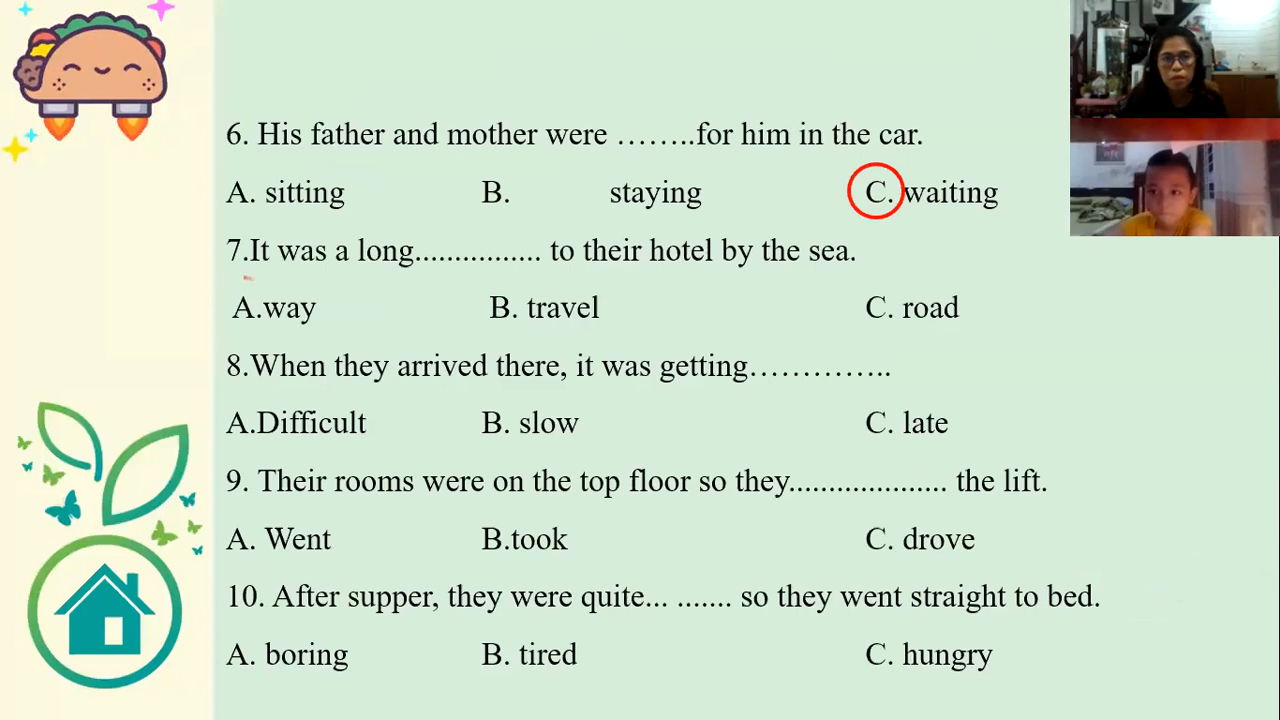 6. His father and mother were ……..for him in the car.
A. sitting B. staying C. waiting
7.It was a long................ to their hotel by the sea.
A.way B. travel C. road
8.When they arrived there, it was getting…………..
A.Difficult B. slow C. late
9. Their rooms were on the top floor so they.................... the lift.
A. Went B.took C. drove
10. After supper, they were quite... ....... so they went straight to bed.
A. boring B. tired C. hungry